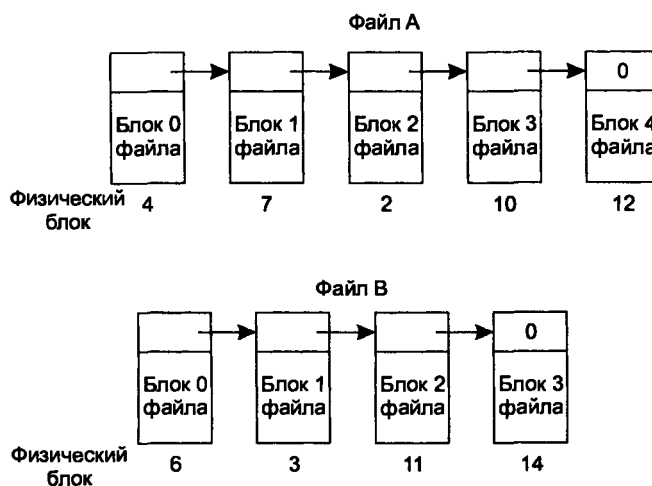 Файл A
0
Блок 0 Блок 1 Блок 2 Блок 3 Блок 4
файла файла файла файла файла
Физический
блок
4 7 2 10 12
Файл B
0
Блок 0 Блок 1 Блок 2 Блок 3
файла файла файла файла
Физический
блок
6 3 11 14